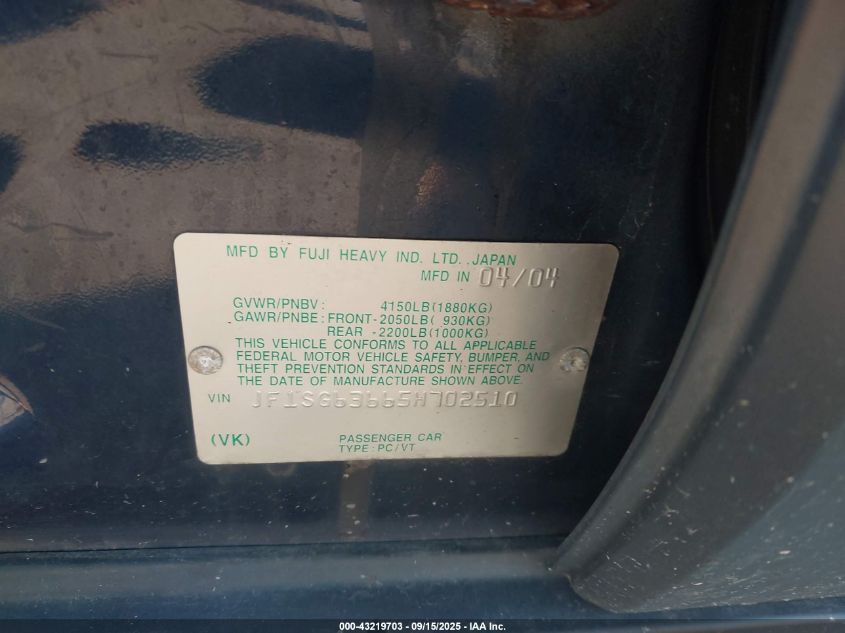 MFD BY FUJI HEAVY IND. LTD. ,JAPAN
MFD IN 04/04
GVWR/PNBV: 4150LB(1880KG)
GAWR/PNBE: FRONT-2050LB( 930KG)
REAR -2200LB(1000KG)
THIS VEHICLE CONFORMS TO ALL APPLICABLE
FEDERAL MOTOR VEHICLE SAFETY, BUMPER, AND
THEFT PREVENTION STANDARDS IN EFFECT ON
THE DATE OF MANUFACTURE SHOWN ABOVE.
VIN JF1SG63665H702510
(VK) PASSENGER CAR
TYPE: PC/VT
000-43219703 - 09/15/2025 - IAA Inc.